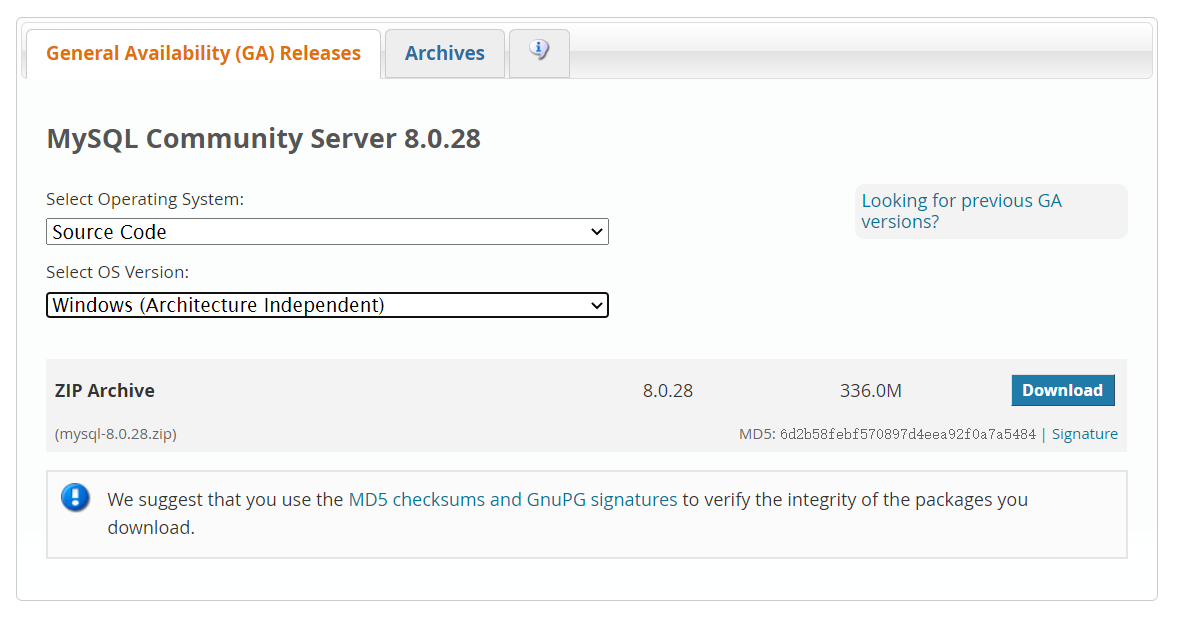 General Availability (GA) Releases
Archives
MySQL Community Server 8.0.28
Select Operating System:
Looking for previous GA
versions?
Source Code
Select OS Version:
Windows (Architecture Independent)
ZIP Archive 8.0.28 336.0M Download
(mysql-8.0.28.zip) MD5: 6d2b58febf570897d4eea92f0a7a5484 | Signature
We suggest that you use the MD5 checksums and GnuPG signatures to verify the integrity of the packages you
download.